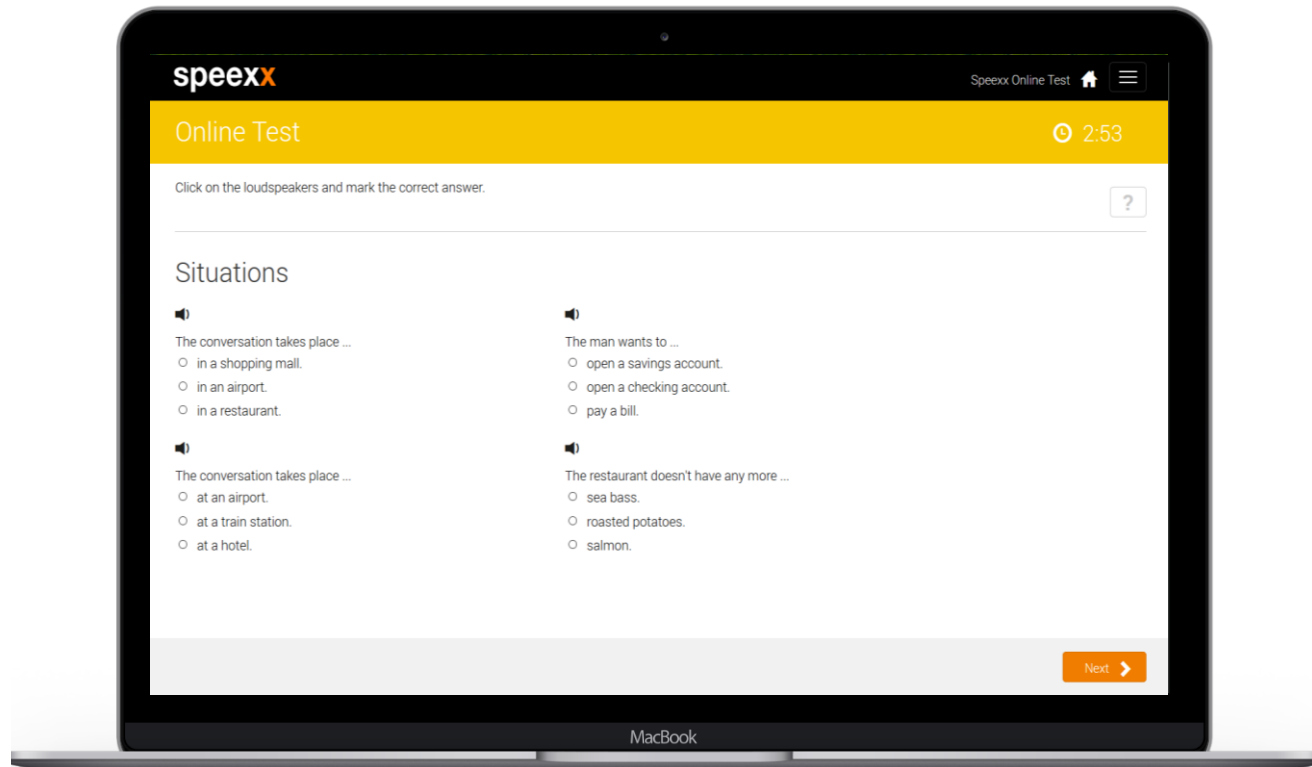 speexx
Speexx Online Test
Online Test
2:53
Click on the loudspeakers and mark the correct answer.
?
Situations
The conversation takes place ...
in a shopping mall.
in an airport.
in a restaurant.
The man wants to ...
open a savings account.
open a checking account.
pay a bill.
The conversation takes place ...
at an airport.
at a train station.
at a hotel.
The restaurant doesn't have any more ...
sea bass.
roasted potatoes.
salmon.
Next
MacBook